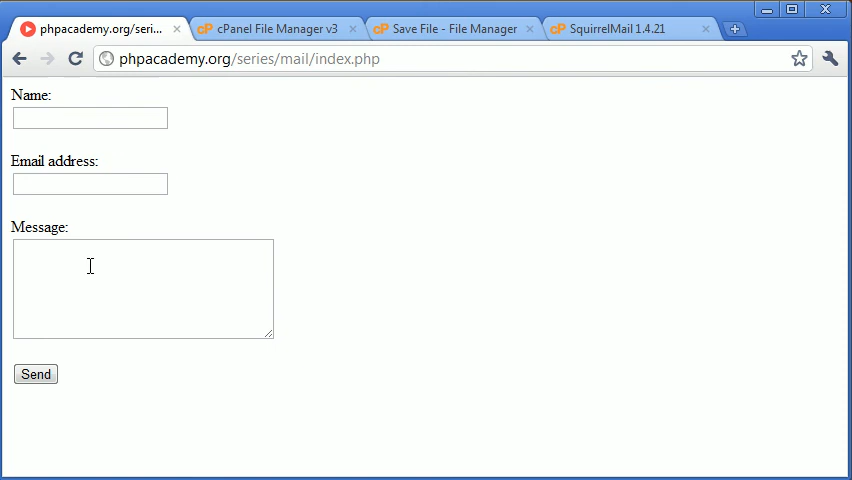 phpacademy.org/seri...
cPanel File Manager v3
Save File - File Manager
SquirrelMail 1.4.21
phpacademy.org/series/mail/index.php
Name:
Email address:
Message:
Send